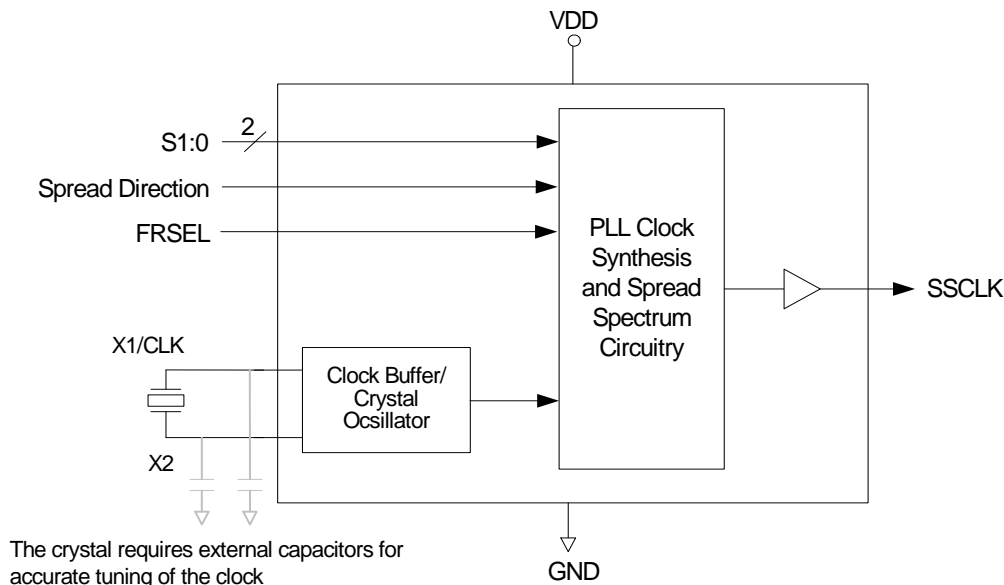 VDD
2
S1:0
Spread Direction
FRSEL
PLL Clock
Synthesis
and Spread
Spectrum
Circuitry
SSCLK
X1/CLK
Clock Buffer/
Crystal
Ocsillator
X2
The crystal requires external capacitors for
accurate tuning of the clock
GND